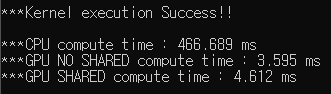 ***Kernel execution Success!!
***CPU compute time : 466.689 ms
***GPU NO SHARED compute time : 3.595 ms
***GPU SHARED compute time : 4.612 ms